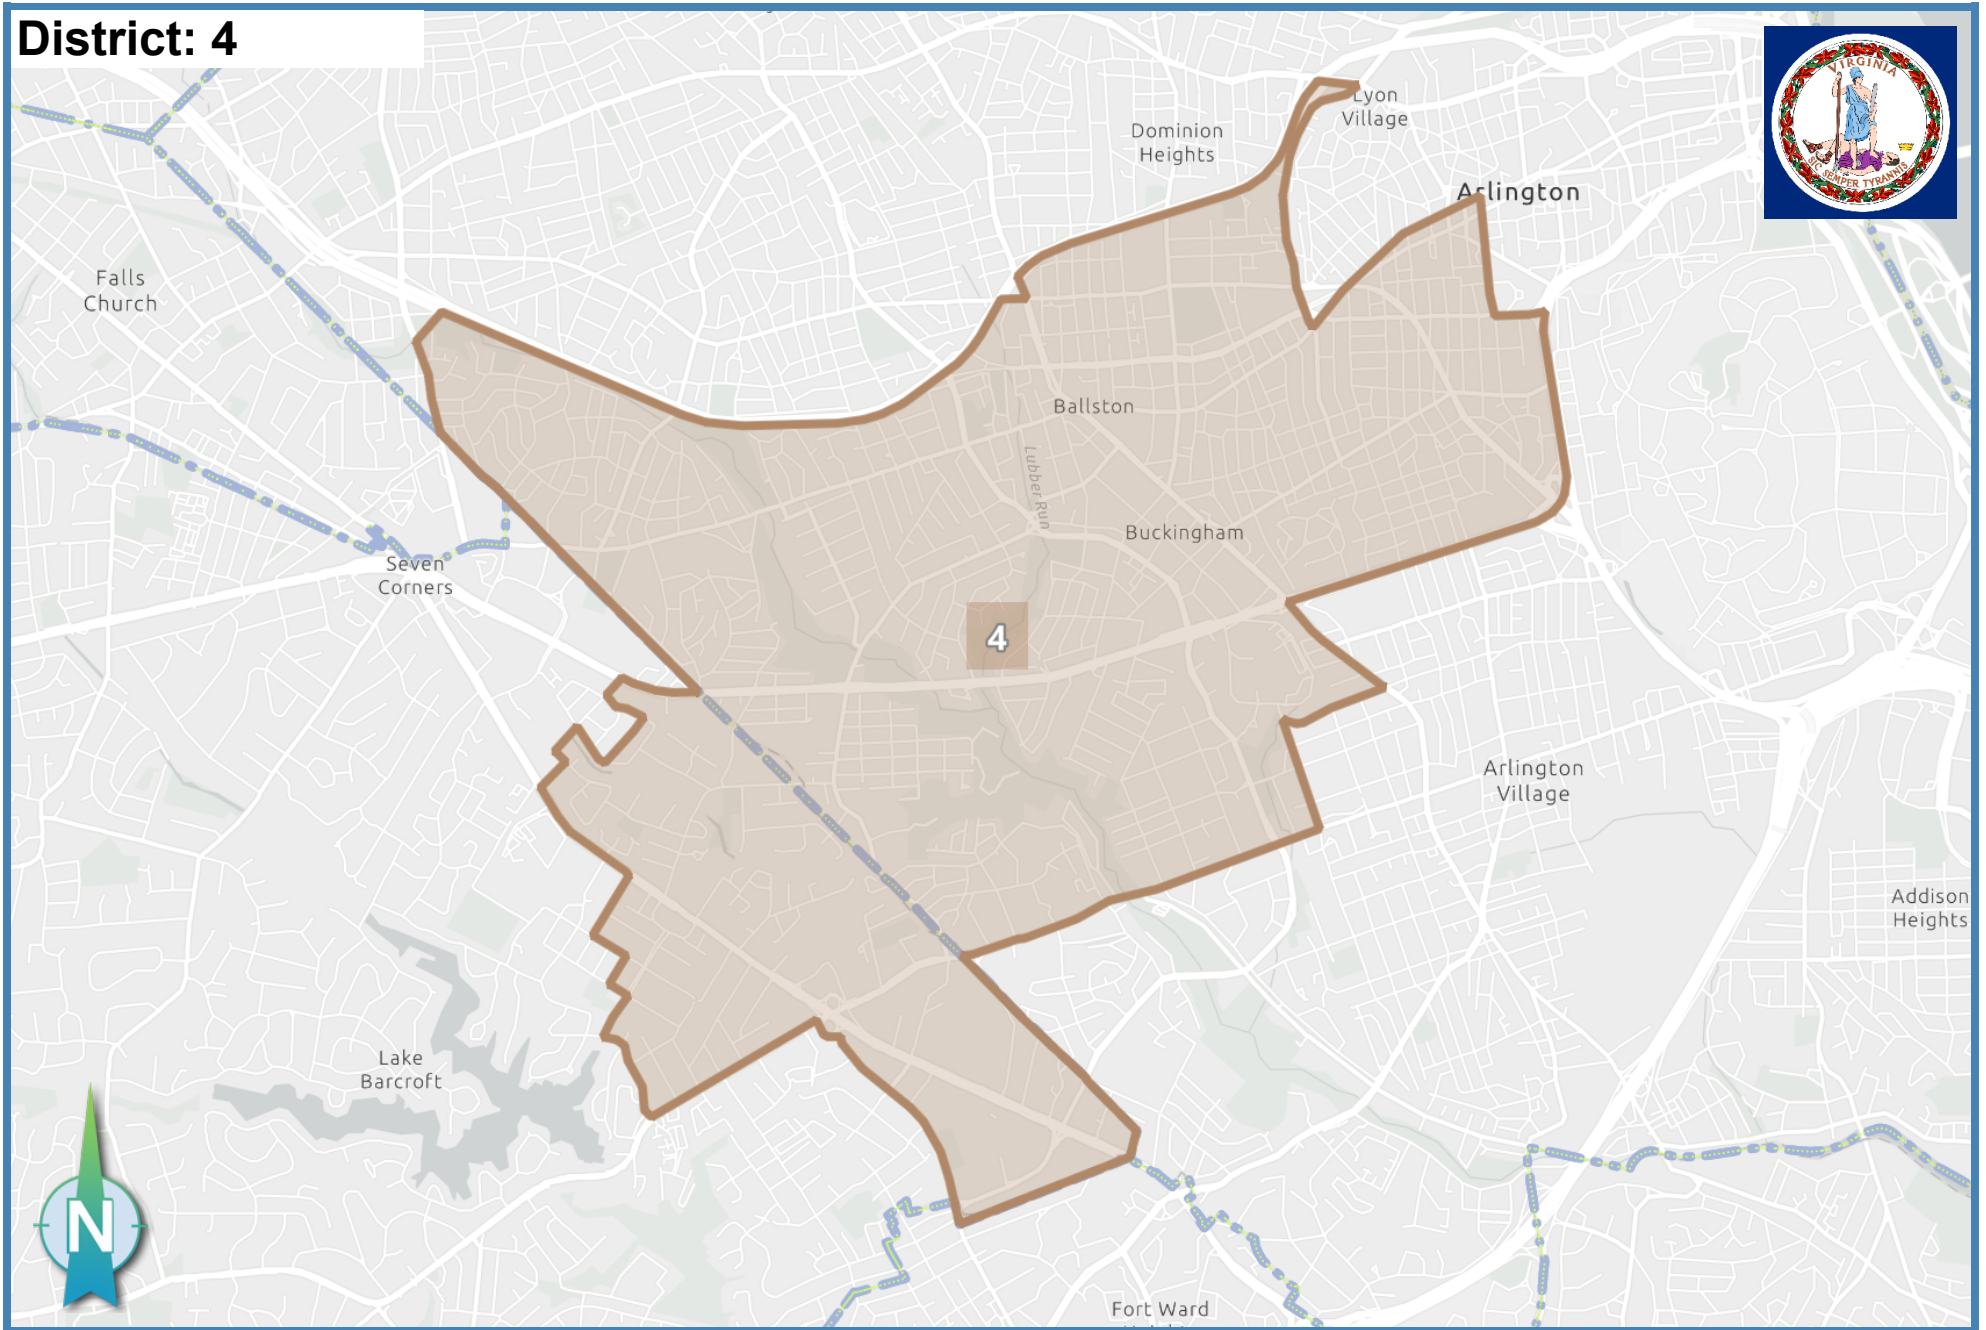 District: 4
VIRGINIA
SIC SEMPER TYRANNIS
Lyon
Village
Dominion
Heights
Arlington
Falls
Church
Ballston
Lubber Run
Buckingham
Seven
Corners
4
Arlington
Village
Addison
Heights
Lake
Barcroft
N
Fort Ward